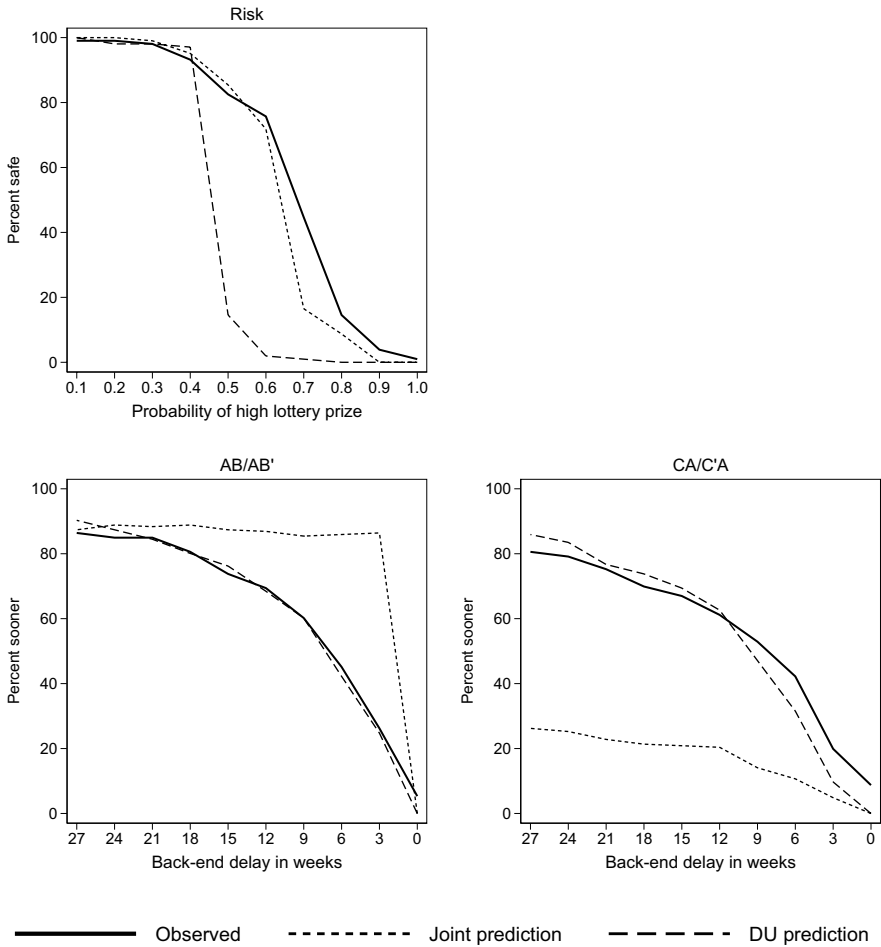 Risk
Percent safe
100
80
60
40
20
0
0.1 0.2 0.3 0.4 0.5 0.6 0.7 0.8 0.9 1.0
Probability of high lottery prize
AB/AB'
Percent sooner
100
80
60
40
20
0
27 24 21 18 15 12 9 6 3 0
Back-end delay in weeks
CA/C'A
Percent sooner
100
80
60
40
20
0
27 24 21 18 15 12 9 6 3 0
Back-end delay in weeks
Observed Joint prediction DU prediction